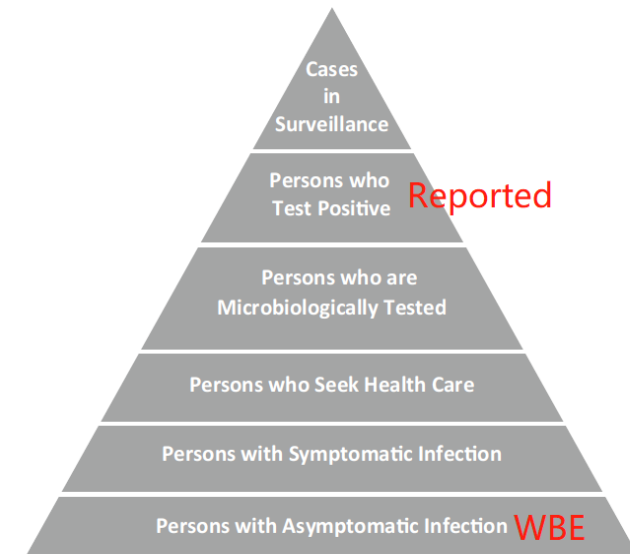 Cases
in
Surveillance
Persons who
Test Positive
Reported
Persons who are
Microbiologically Tested
Persons who Seek Health Care
Persons with Symptomatic Infection
Persons with Asymptomatic Infection WBE